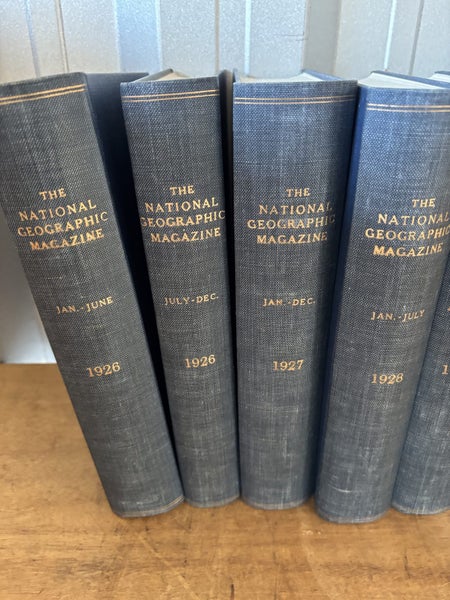 THE
NATIONAL
GEOGRAPHIC
MAGAZINE
JAN.-JUNE
1926
THE
NATIONAL
GEOGRAPHIC
MAGAZINE
JULY-DEC.
1926
THE
NATIONAL
GEOGRAPHIC
MAGAZINE
JAN.-DEC.
1927
THE
NATIONAL
GEOGRAPHIC
MAGAZINE
JAN.-JULY
1928